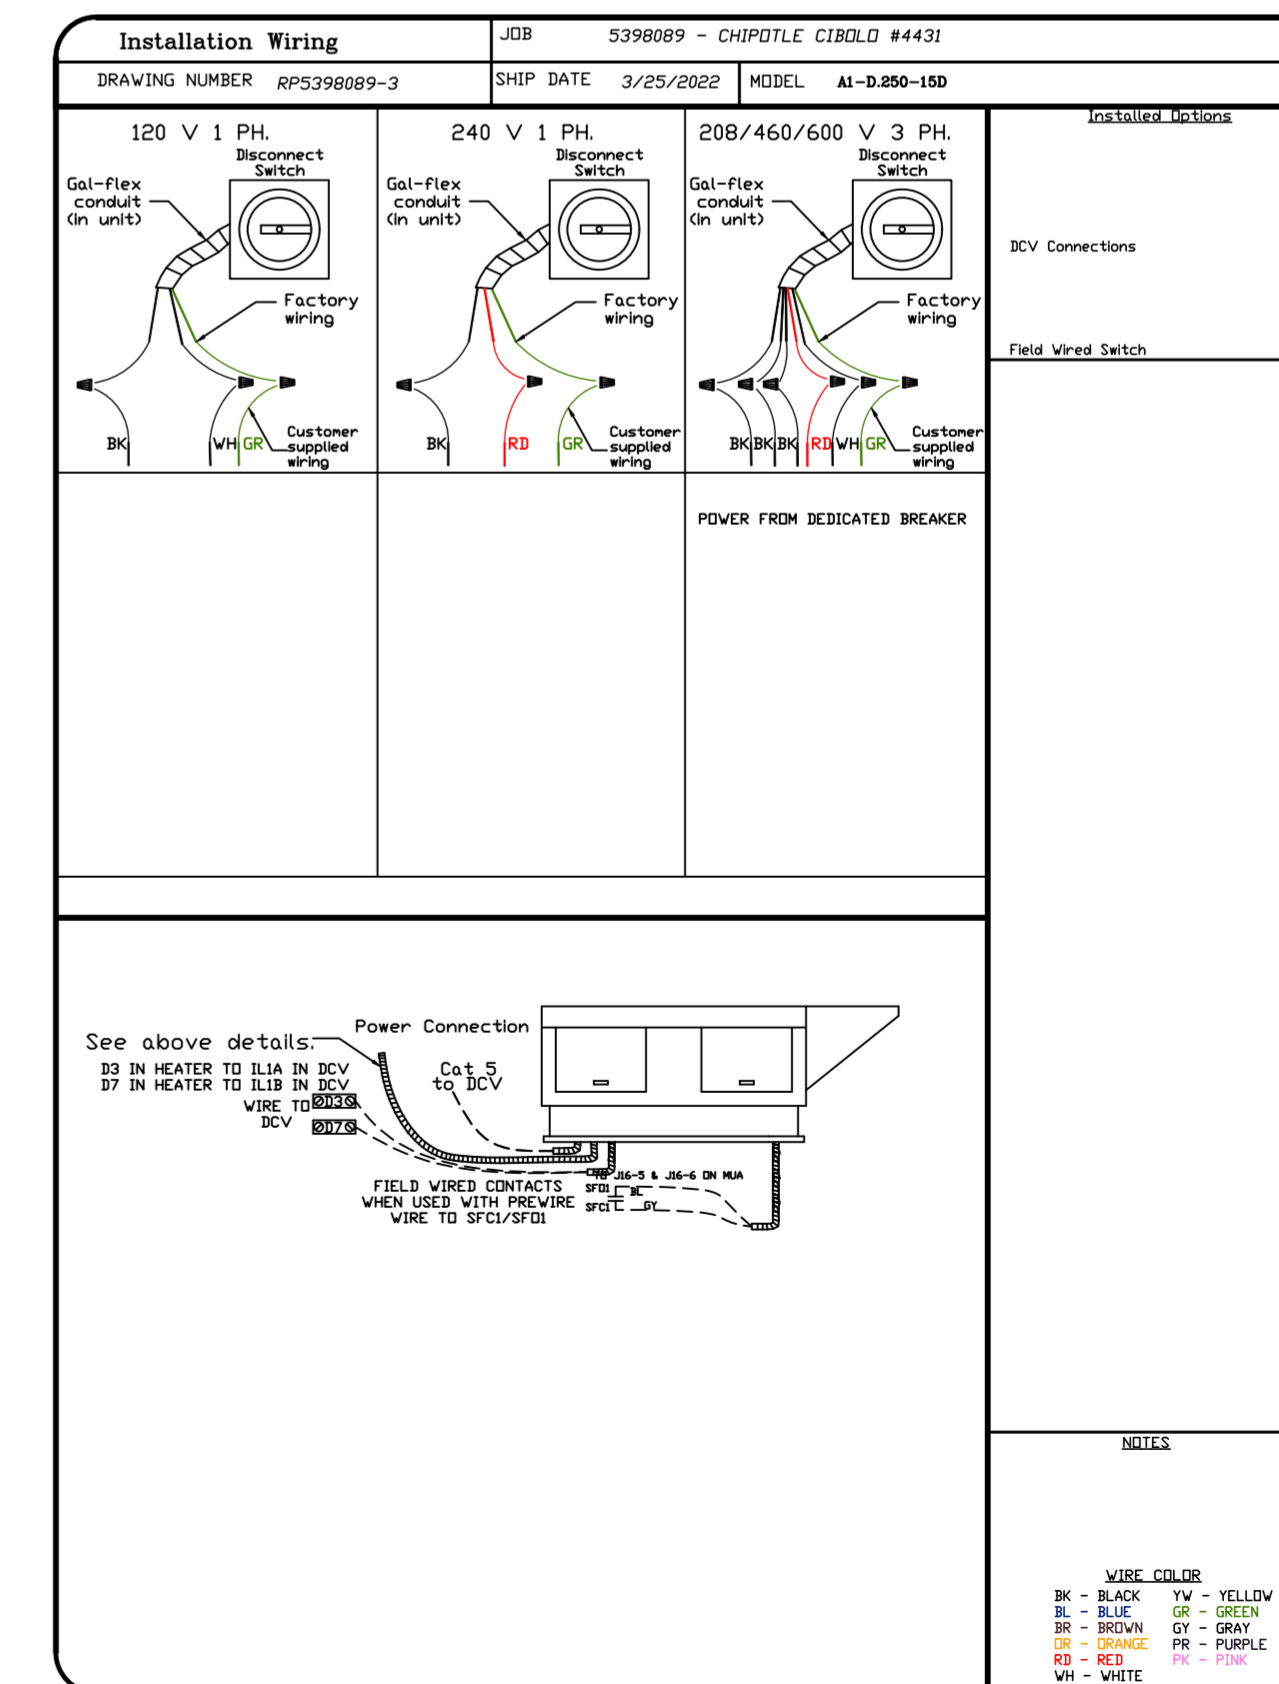 Installation Wiring
JOB 5398089 - CHIPOTLE CIBOLO #4431
DRAWING NUMBER RP5398089-3
SHIP DATE 3/25/2022
MODEL A1-D.250-15D
120 V 1 PH.
Disconnect
Switch
Gal-flex
conduit
(in unit)
Factory
wiring
BK
WH
GR
Customer
supplied
wiring
240 V 1 PH.
Disconnect
Switch
Gal-flex
conduit
(in unit)
Factory
wiring
BK
RD
GR
Customer
supplied
wiring
208/460/600 V 3 PH.
Disconnect
Switch
Gal-flex
conduit
(in unit)
Factory
wiring
BK
BK
BK
RD
WH
GR
Customer
supplied
wiring
POWER FROM DEDICATED BREAKER
Installed Options
DCV Connections
Field Wired Switch
Power Connection
See above details.
D3 IN HEATER TO IL1A IN DCV
D7 IN HEATER TO IL1B IN DCV
WIRE TO
DCV
D3
D7
Cat 5
to DCV
FIELD WIRED CONTACTS
WHEN USED WITH PREWIRE
WIRE TO SFC1/SFO1
TO J16-5 & J16-6 ON MUA
SFO1
BL
SFC1
GY
NOTES
WIRE COLOR
BK - BLACK YW - YELLOW
BL - BLUE GR - GREEN
BR - BROWN GY - GRAY
OR - ORANGE PR - PURPLE
RD - RED PK - PINK
WH - WHITE